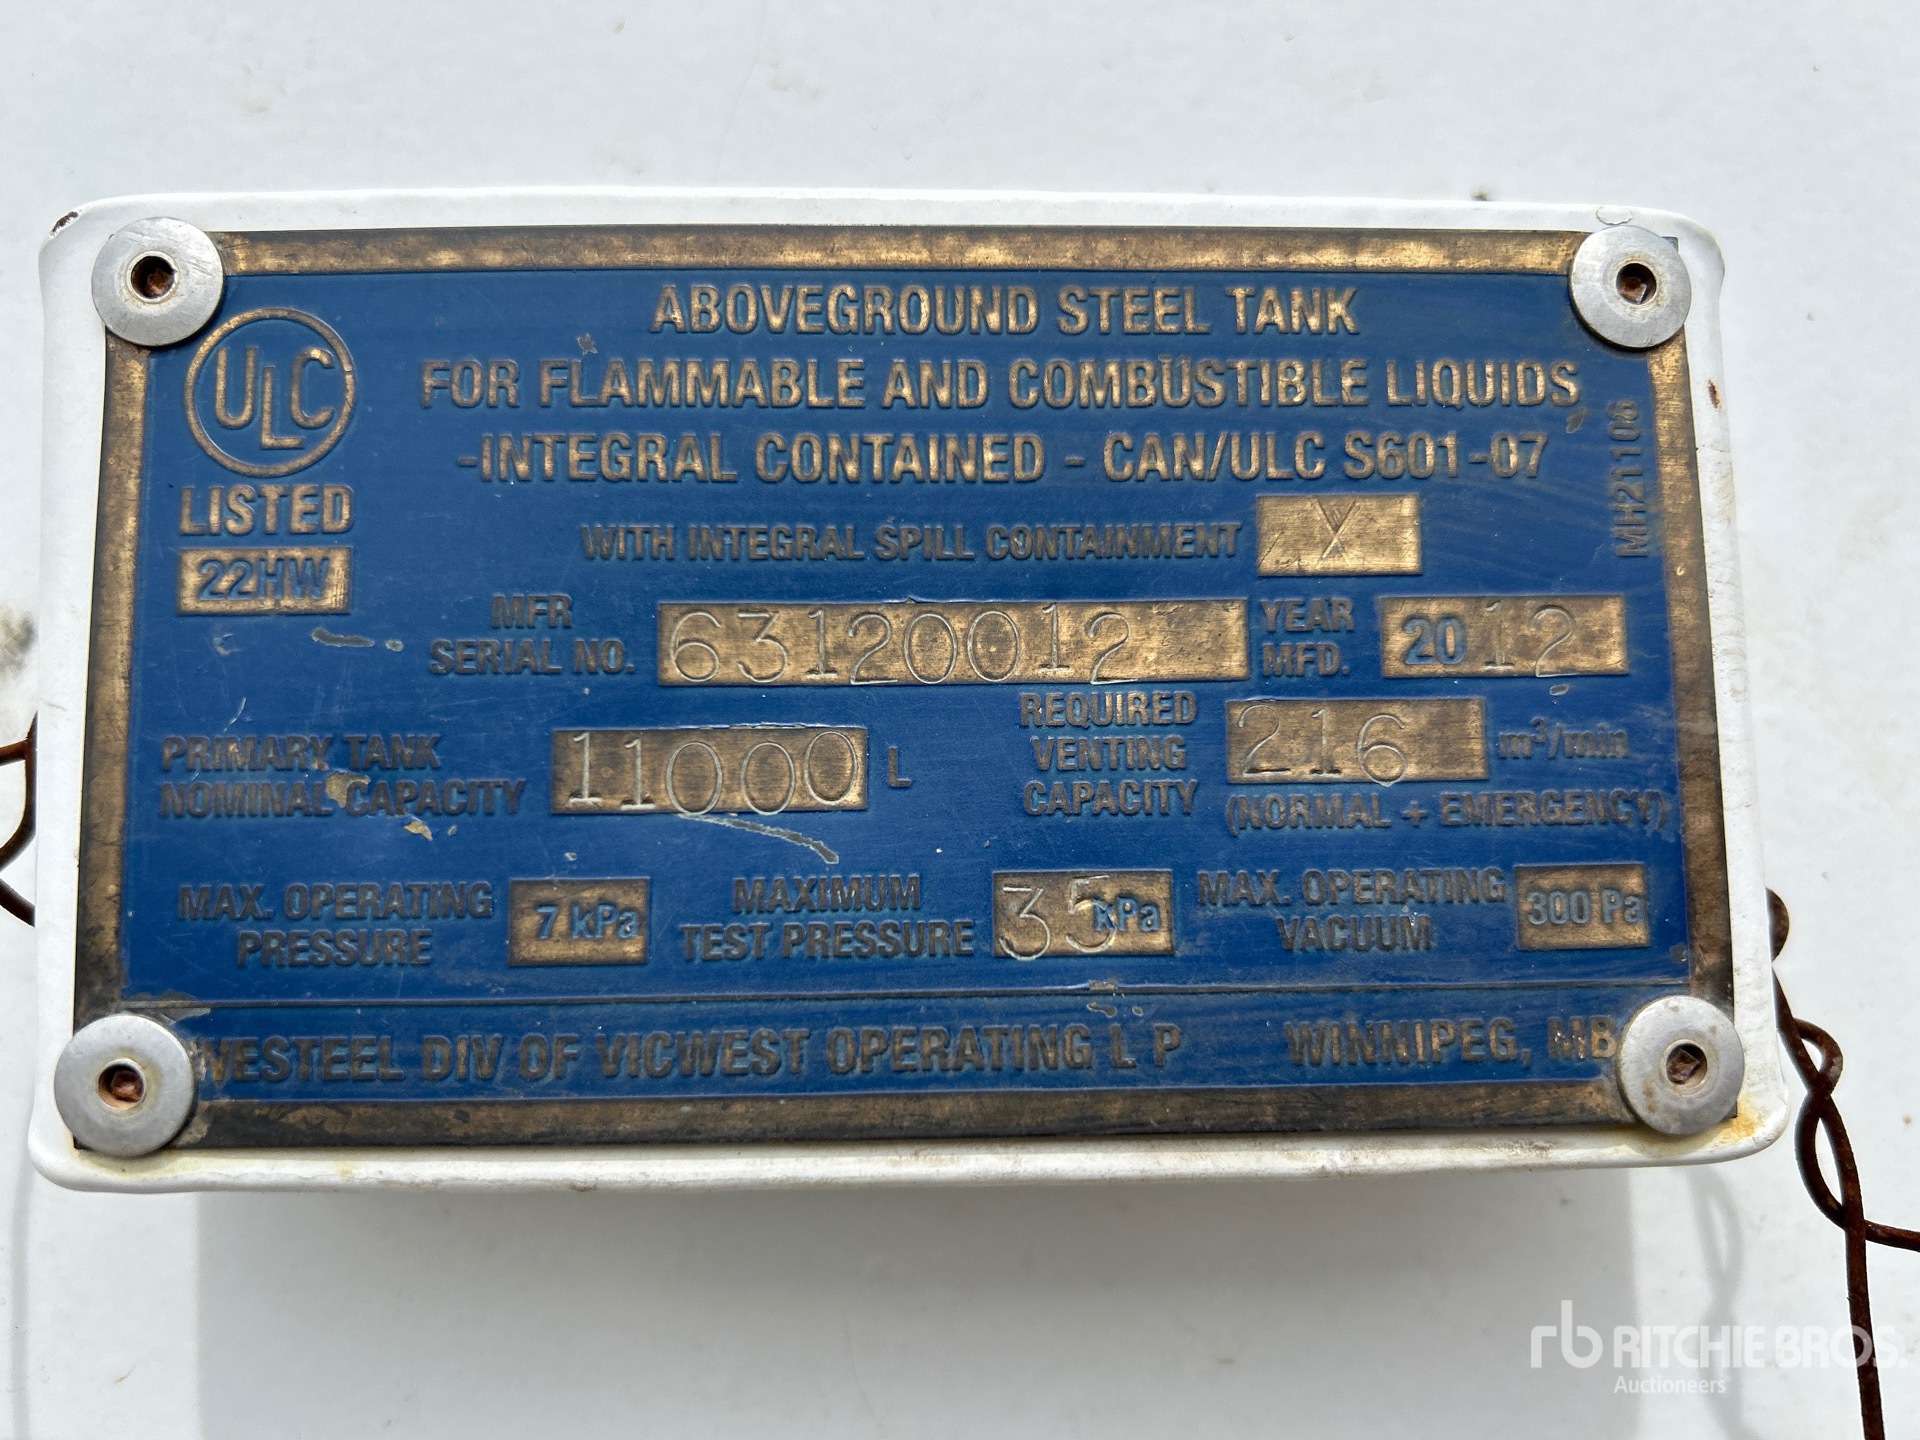 ABOVEGROUND STEEL TANK
FOR FLAMMABLE AND COMBUSTIBLE LIQUIDS
-INTEGRAL CONTAINED - CAN/ULC S601-07
ULC
LISTED
22HW
MH21106
WITH INTEGRAL SPILL CONTAINMENT X
MFR
SERIAL NO. 63120012
YEAR
MFD. 2012
PRIMARY TANK
NOMINAL CAPACITY 11000 L
REQUIRED
VENTING
CAPACITY 216 m³/min
(NORMAL + EMERGENCY)
MAX. OPERATING
PRESSURE 7 kPa
MAXIMUM
TEST PRESSURE 35 kPa
MAX. OPERATING
VACUUM 300 Pa
WESTEEL DIV OF VICWEST OPERATING L P WINNIPEG, MB
rb RITCHIE BROS.
Auctioneers